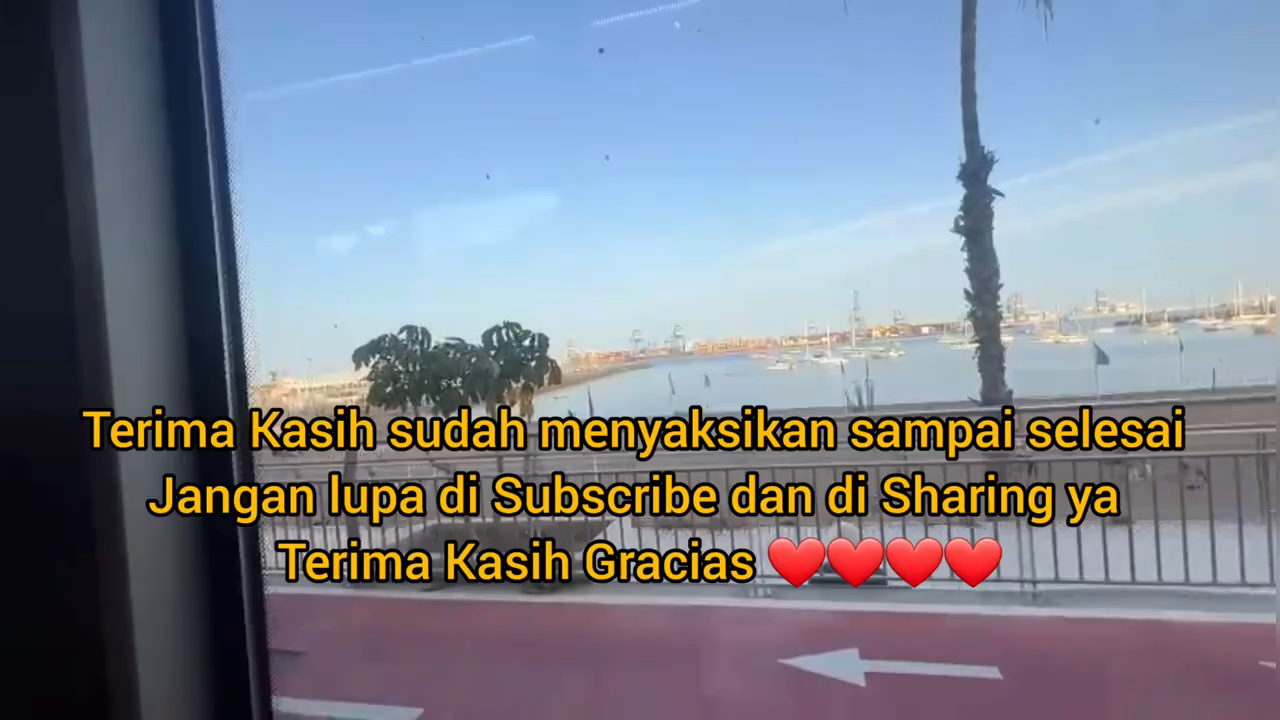 Terima Kasih sudah menyaksikan sampai selesai
Jangan lupa di Subscribe dan di Sharing ya
Terima Kasih Gracias ❤️❤️❤️❤️